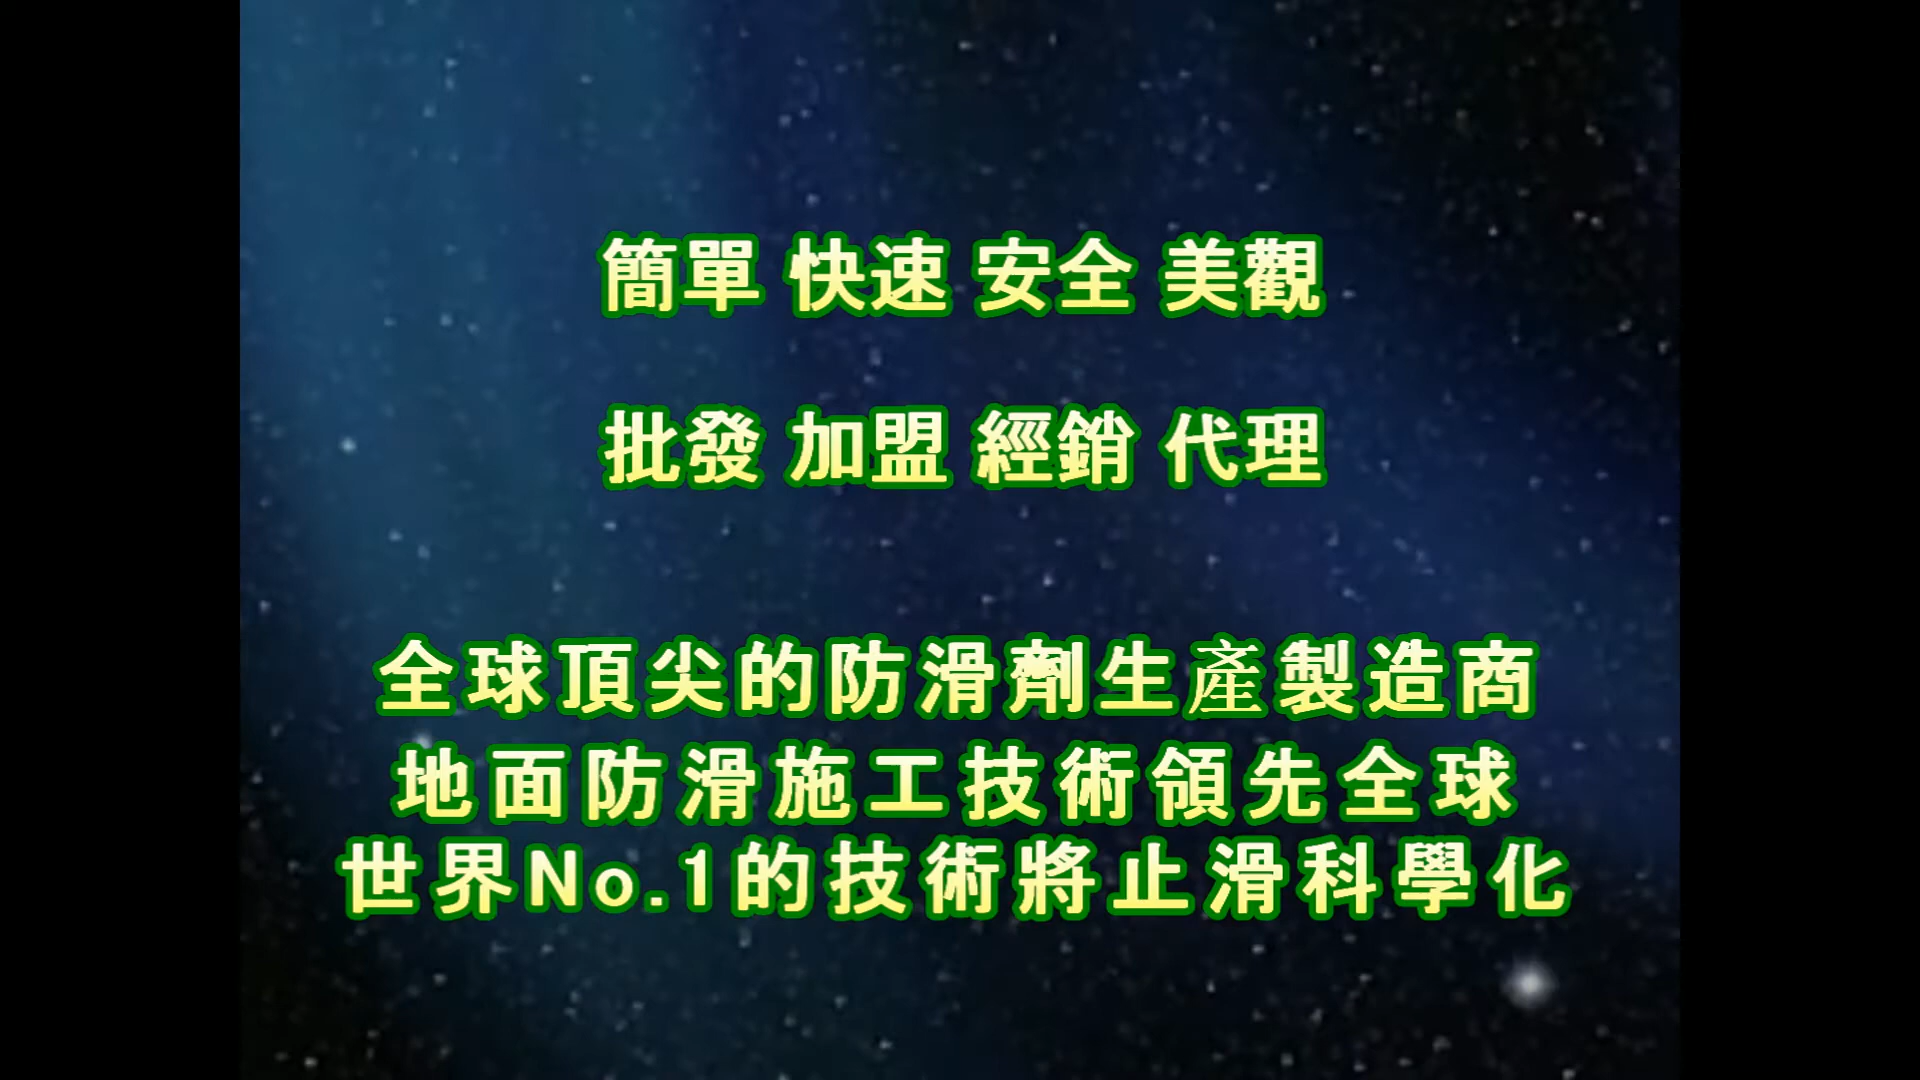 簡單 快速 安全 美觀
批發 加盟 經銷 代理
全球頂尖的防滑劑生產製造商
地面防滑施工技術領先全球
世界No.1的技術將止滑科學化